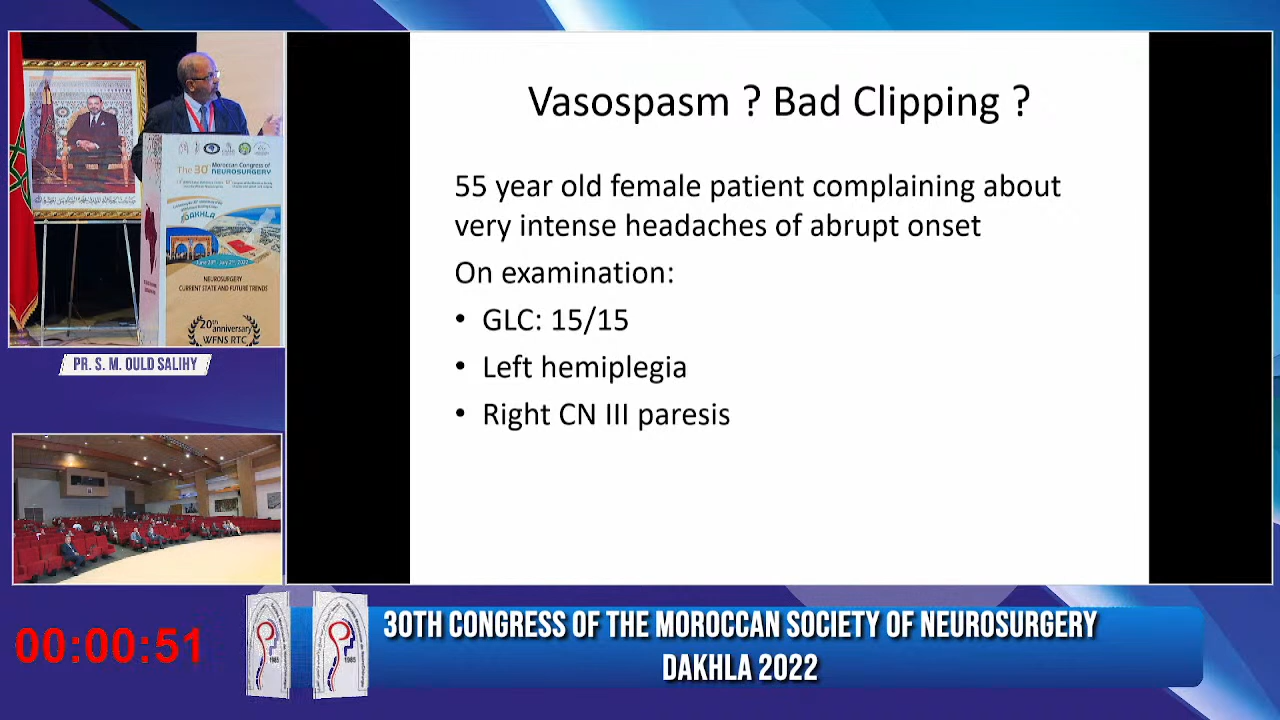 Vasospasm ? Bad Clipping ?
55 year old female patient complaining about
very intense headaches of abrupt onset
On examination:
• GLC: 15/15
• Left hemiplegia
• Right CN III paresis
The 30th Moroccan Congress of
NEUROSURGERY
DAKHLA
NEUROSURGERY
CURRENT STATE AND FUTURE TRENDS
20th
anniversary
WFNS RTC
PR. S. M. OULD SALIHY
00:00:51
1985
1985
30TH CONGRESS OF THE MOROCCAN SOCIETY OF NEUROSURGERY
DAKHLA 2022